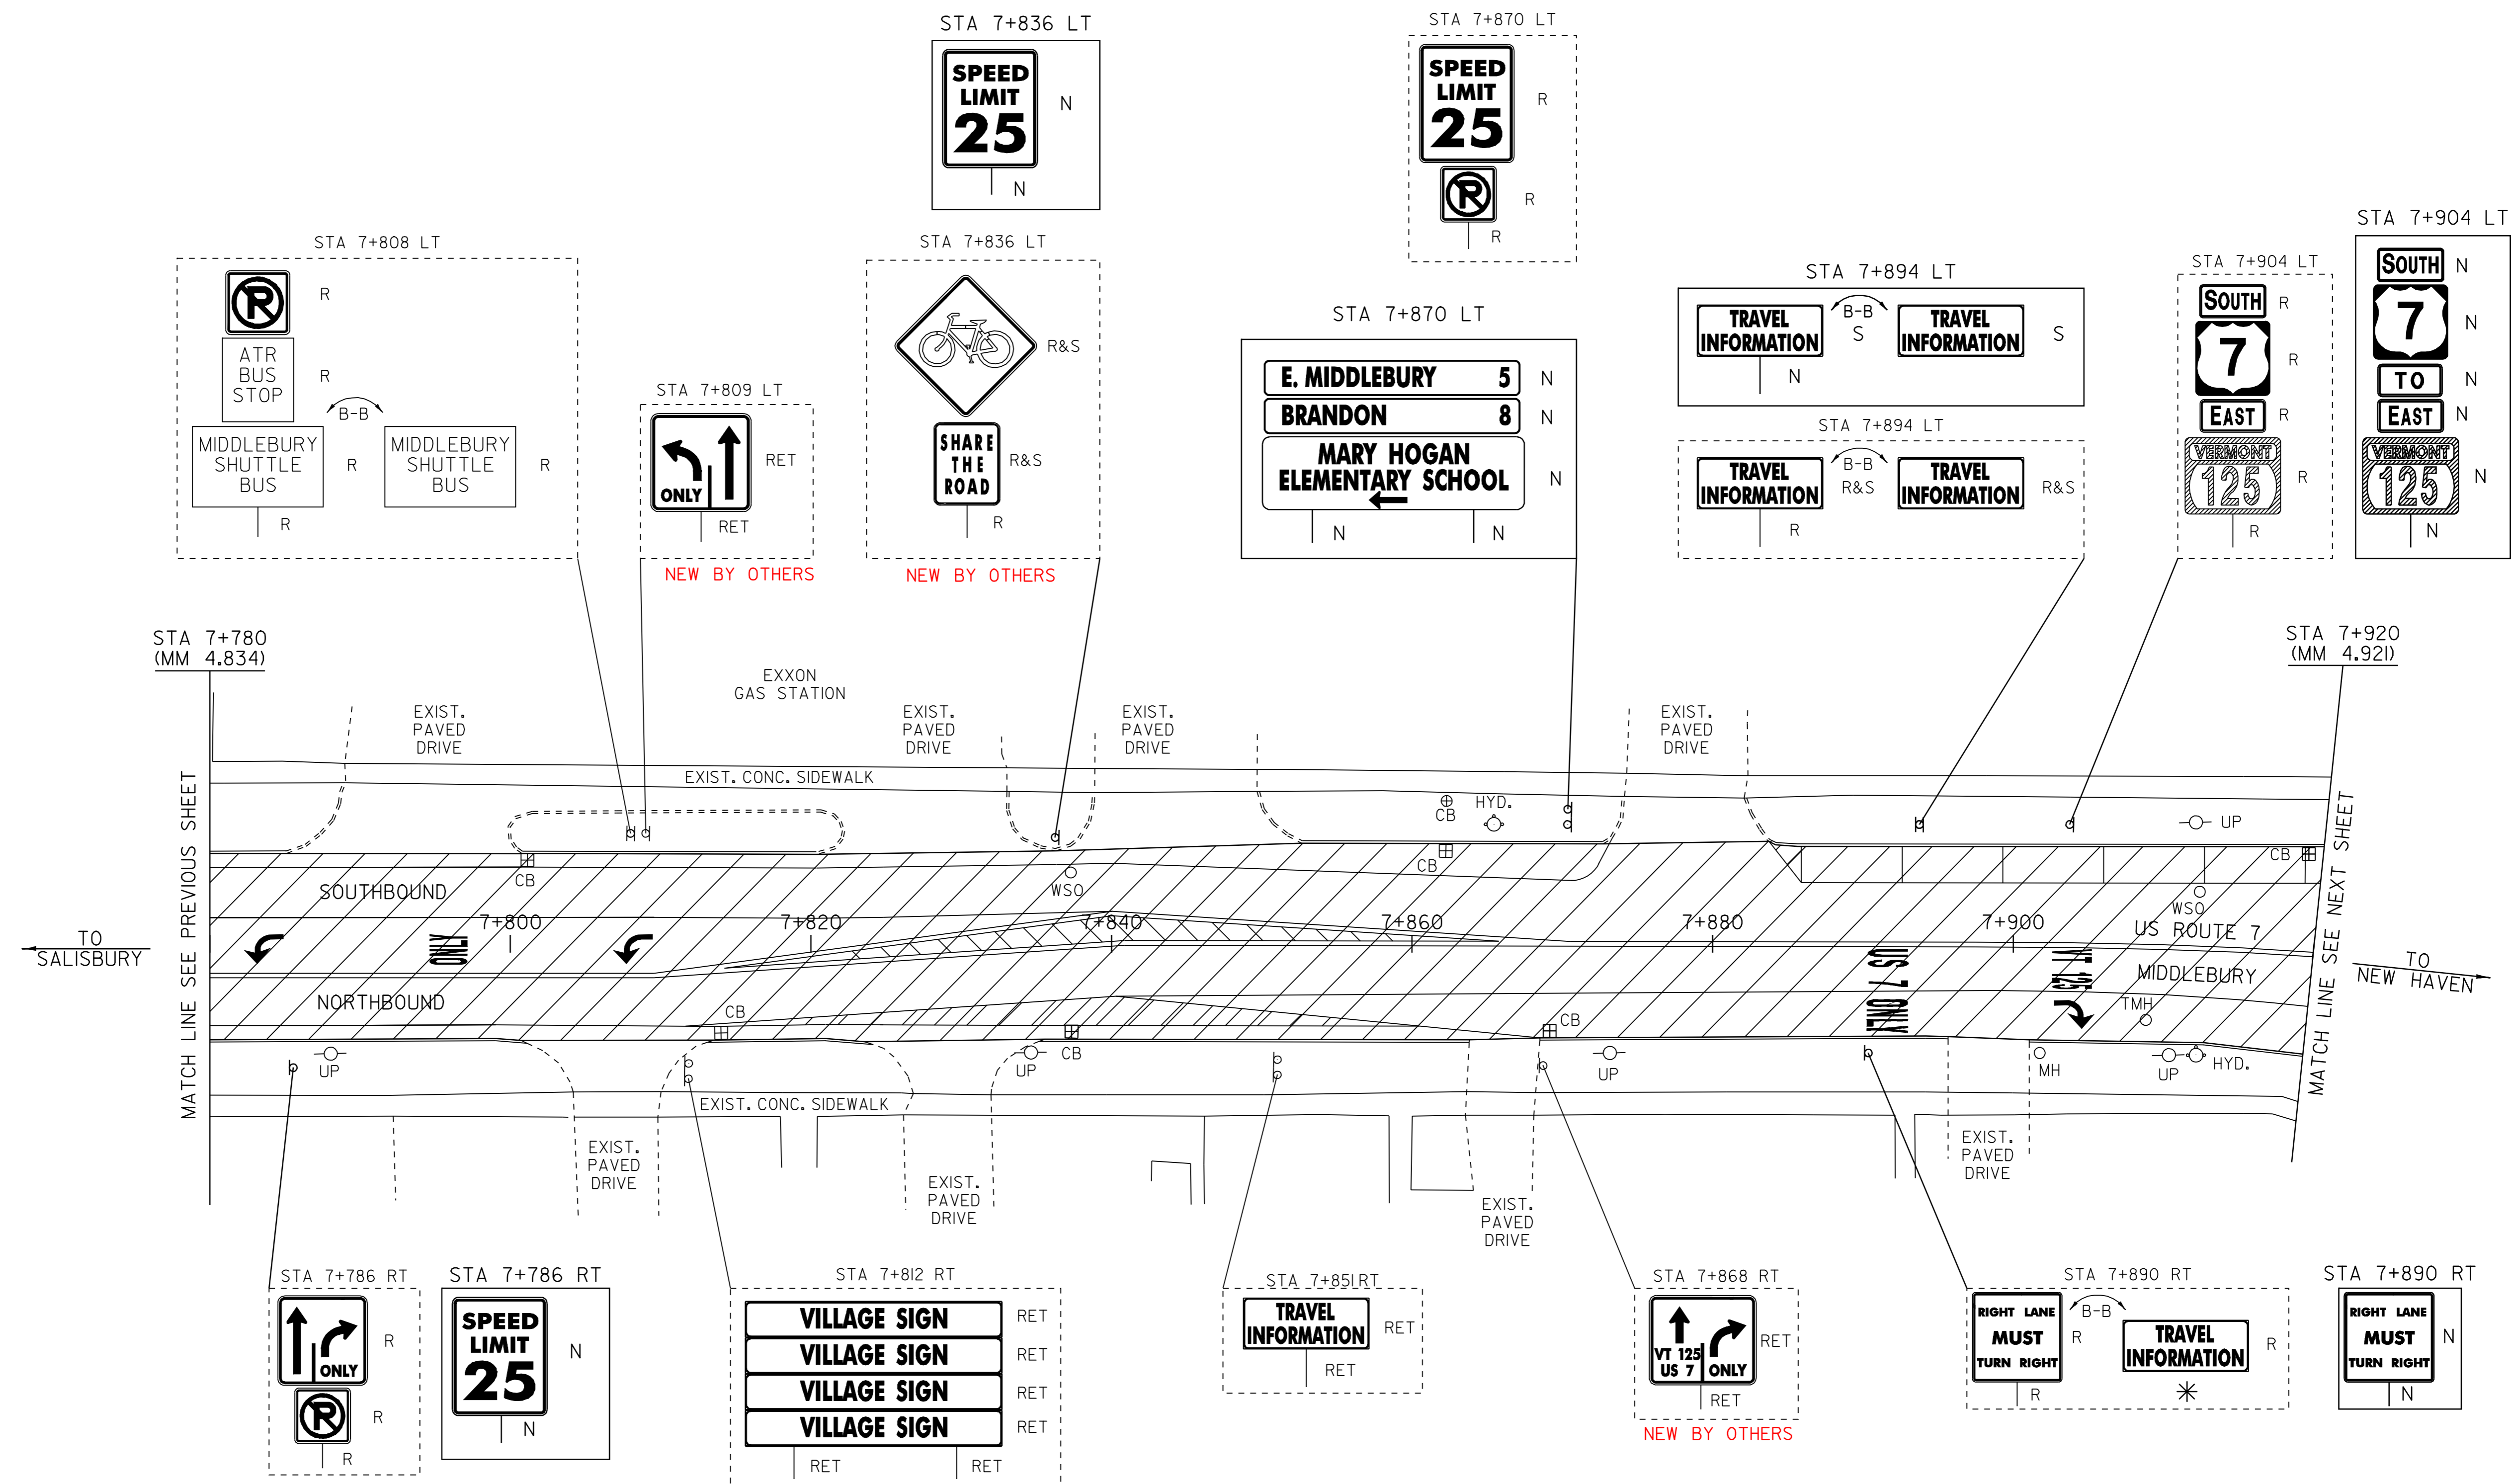 STA 7+836 LT
SPEED
LIMIT
25
N
N
STA 7+870 LT
SPEED
LIMIT
25
R
R
R
STA 7+808 LT
R
ATR
BUS
STOP
R
B-B
MIDDLEBURY
SHUTTLE
BUS
R
MIDDLEBURY
SHUTTLE
BUS
R
R
STA 7+809 LT
ONLY
RET
RET
NEW BY OTHERS
STA 7+836 LT
R&S
SHARE
THE
ROAD
R&S
R
NEW BY OTHERS
STA 7+870 LT
E. MIDDLEBURY 5 N
BRANDON 8 N
MARY HOGAN
ELEMENTARY SCHOOL
N
N N
STA 7+894 LT
TRAVEL
INFORMATION
B-B
S
TRAVEL
INFORMATION
S
N
STA 7+894 LT
TRAVEL
INFORMATION
B-B
R&S
TRAVEL
INFORMATION
R&S
R
STA 7+904 LT
SOUTH R
7 R
EAST R
VERMONT
125 R
R
STA 7+904 LT
SOUTH N
7 N
TO N
EAST N
VERMONT
125 N
N
STA 7+780
(MM 4.834)
STA 7+920
(MM 4.921)
EXXON
GAS STATION
EXIST.
PAVED
DRIVE
EXIST.
PAVED
DRIVE
EXIST.
PAVED
DRIVE
EXIST.
PAVED
DRIVE
EXIST. CONC. SIDEWALK
MATCH LINE SEE PREVIOUS SHEET
MATCH LINE SEE NEXT SHEET
CB
HYD.
UP
CB
CB
CB
WSO
WSO
SOUTHBOUND
7+800
7+820
7+840
7+860
7+880
7+900
US ROUTE 7
TO
SALISBURY
ONLY
US 7 ONLY
VT 125
MIDDLEBURY
TO
NEW HAVEN
NORTHBOUND
TMH
CB
CB
CB
UP
UP
UP
MH
UP
HYD.
EXIST. CONC. SIDEWALK
EXIST.
PAVED
DRIVE
EXIST.
PAVED
DRIVE
EXIST.
PAVED
DRIVE
EXIST.
PAVED
DRIVE
STA 7+786 RT
ONLY
R
R
R
STA 7+786 RT
SPEED
LIMIT
25
N
N
STA 7+812 RT
VILLAGE SIGN RET
VILLAGE SIGN RET
VILLAGE SIGN RET
VILLAGE SIGN RET
RET RET
STA 7+851 RT
TRAVEL
INFORMATION
RET
RET
STA 7+868 RT
VT 125
US 7
ONLY
RET
RET
NEW BY OTHERS
STA 7+890 RT
RIGHT LANE
MUST
TURN RIGHT
B-B
R
TRAVEL
INFORMATION
R
R
STA 7+890 RT
RIGHT LANE
MUST
TURN RIGHT
N
N